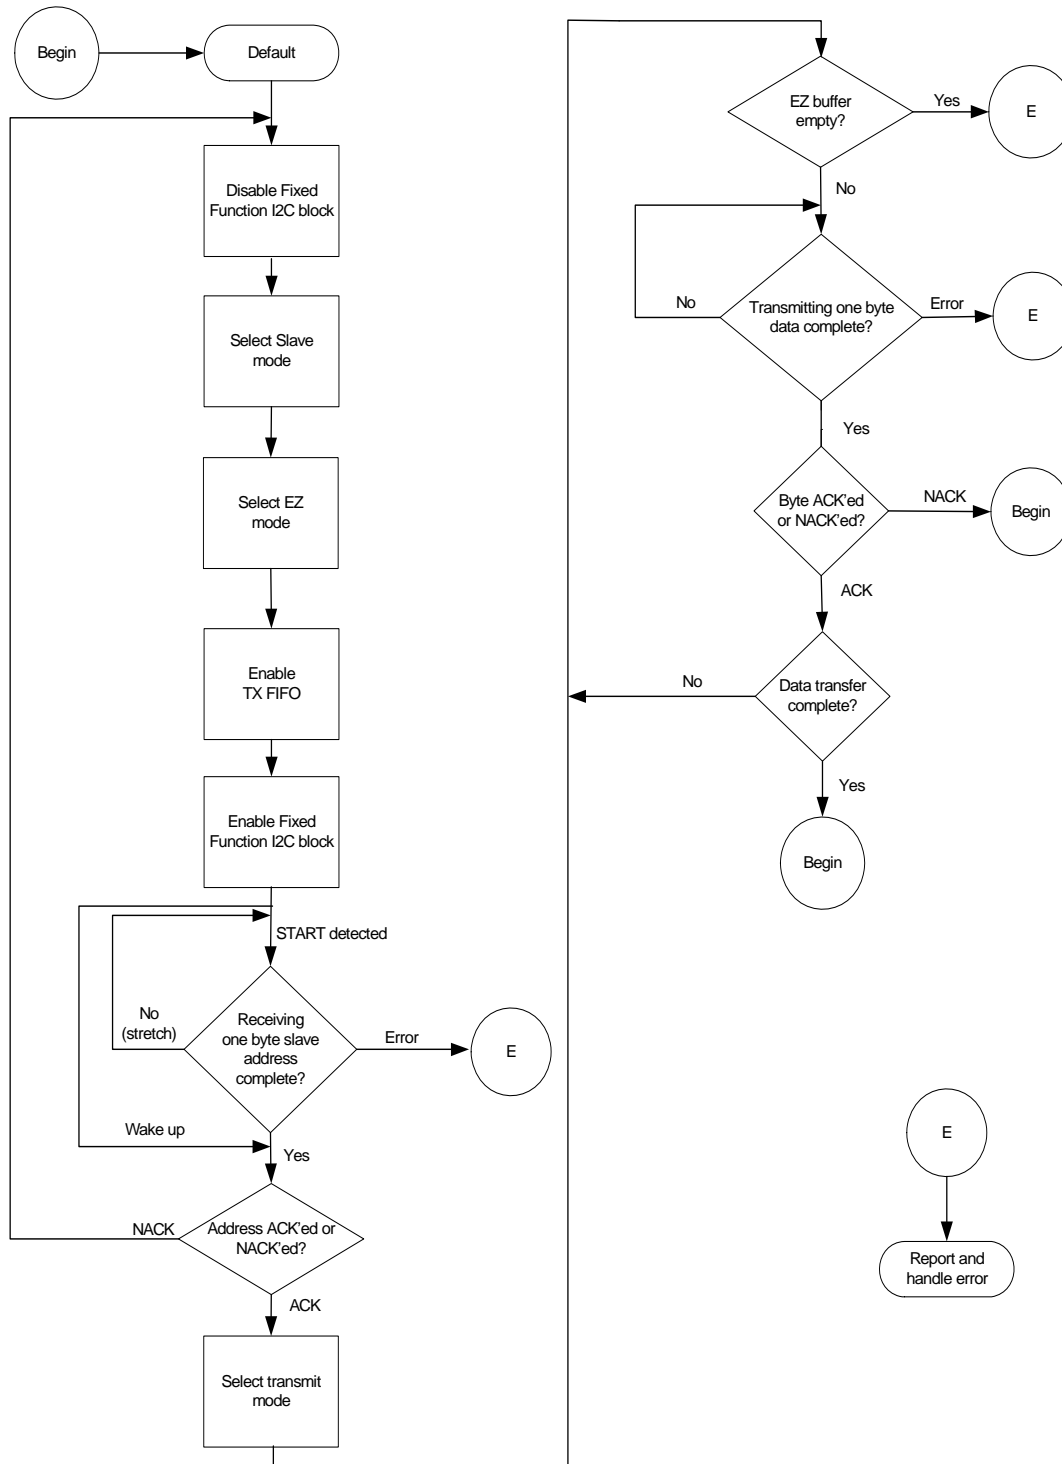 Begin
Default
Disable Fixed
Function I2C block
Select Slave
mode
Select EZ
mode
Enable
TX FIFO
Enable Fixed
Function I2C block
START detected
No
(stretch)
Receiving
one byte slave
address
complete?
Error
E
Wake up
Yes
NACK
Address ACK'ed or
NACK'ed?
ACK
Select transmit
mode
EZ buffer
empty?
Yes
E
No
No
Transmitting one byte
data complete?
Error
E
Yes
Byte ACK'ed
or NACK'ed?
NACK
Begin
ACK
No
Data transfer
complete?
Yes
Begin
E
Report and
handle error